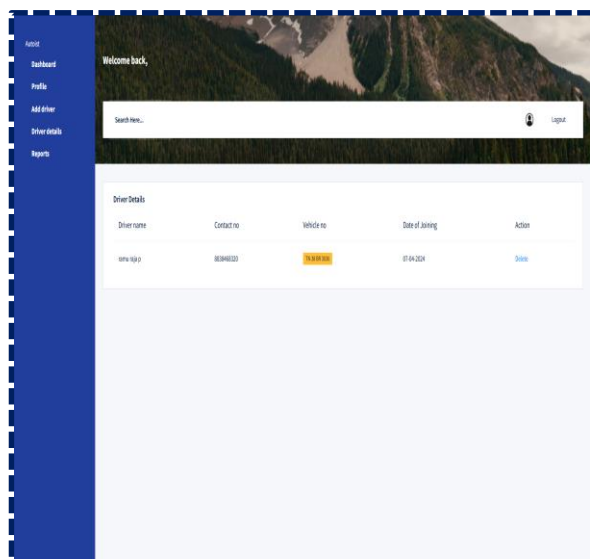 Autoist
Dashboard
Profile
Add driver
Driver details
Reports
Welcome back,
Search Here...
Logout
Driver Details
Driver name Contact no Vehicle no Date of Joining Action
raja p 07-04-2024 Delete